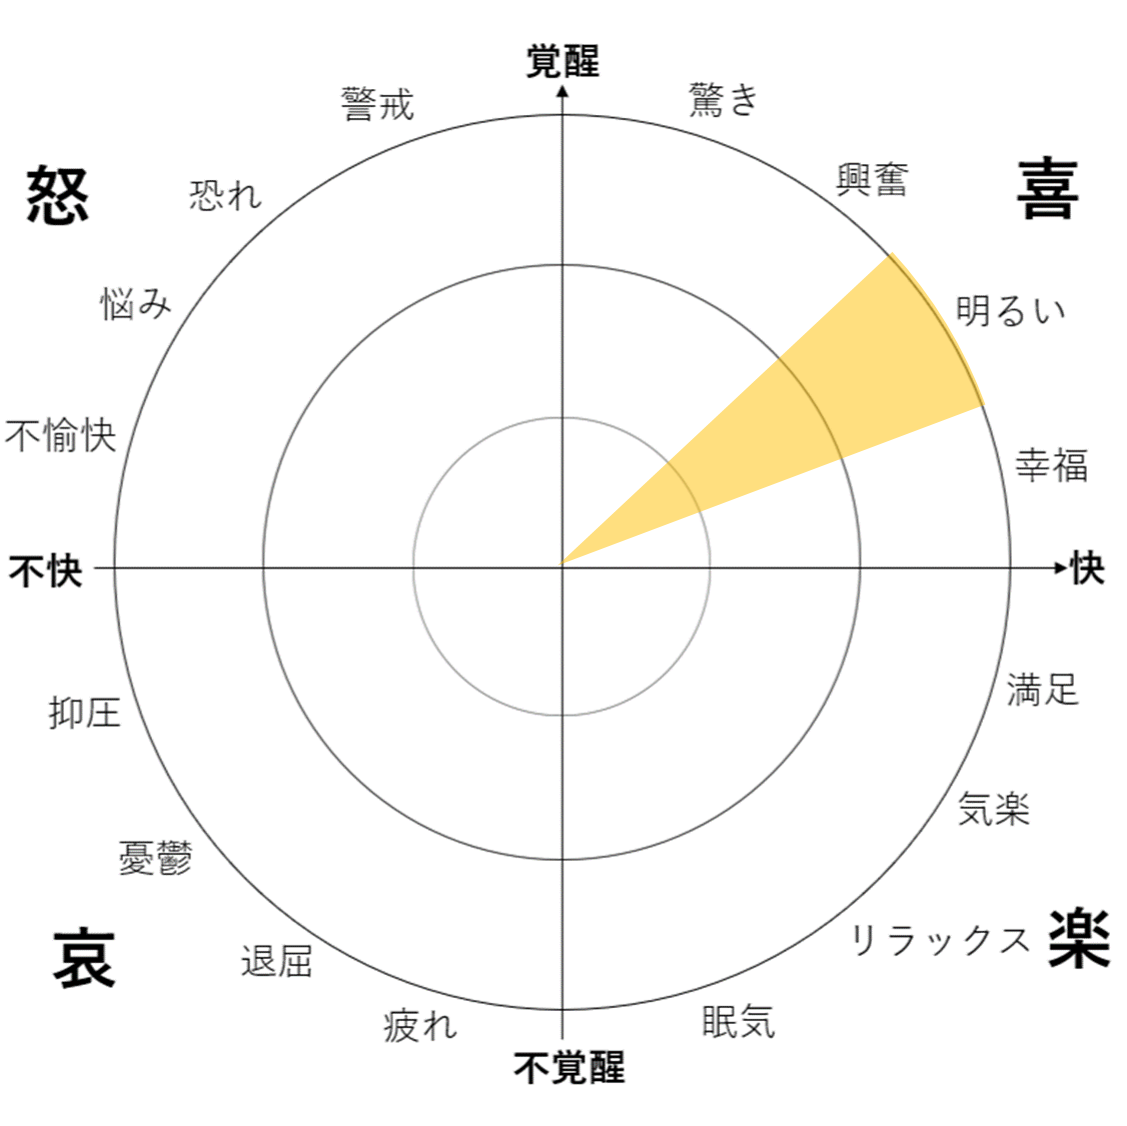 覚醒
警戒
驚き
怒
恐れ
興奮
喜
悩み
明るい
不愉快
幸福
不快
快
抑圧
満足
憂鬱
気楽
哀
退屈
リラックス
楽
疲れ
眠気
不覚醒